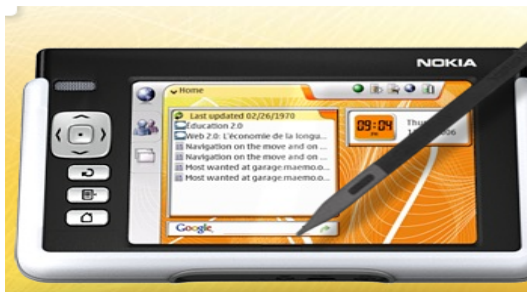 NOKIA
Home
Last updated 02/26/1970
Education 2.0
Web 2.0: L'économie de la longu...
Navigation on the move and on ...
Navigation on the move and on ...
Most wanted at garage.maemo.o...
Most wanted at garage.maemo.o...
09:04
PM
Thu
Google